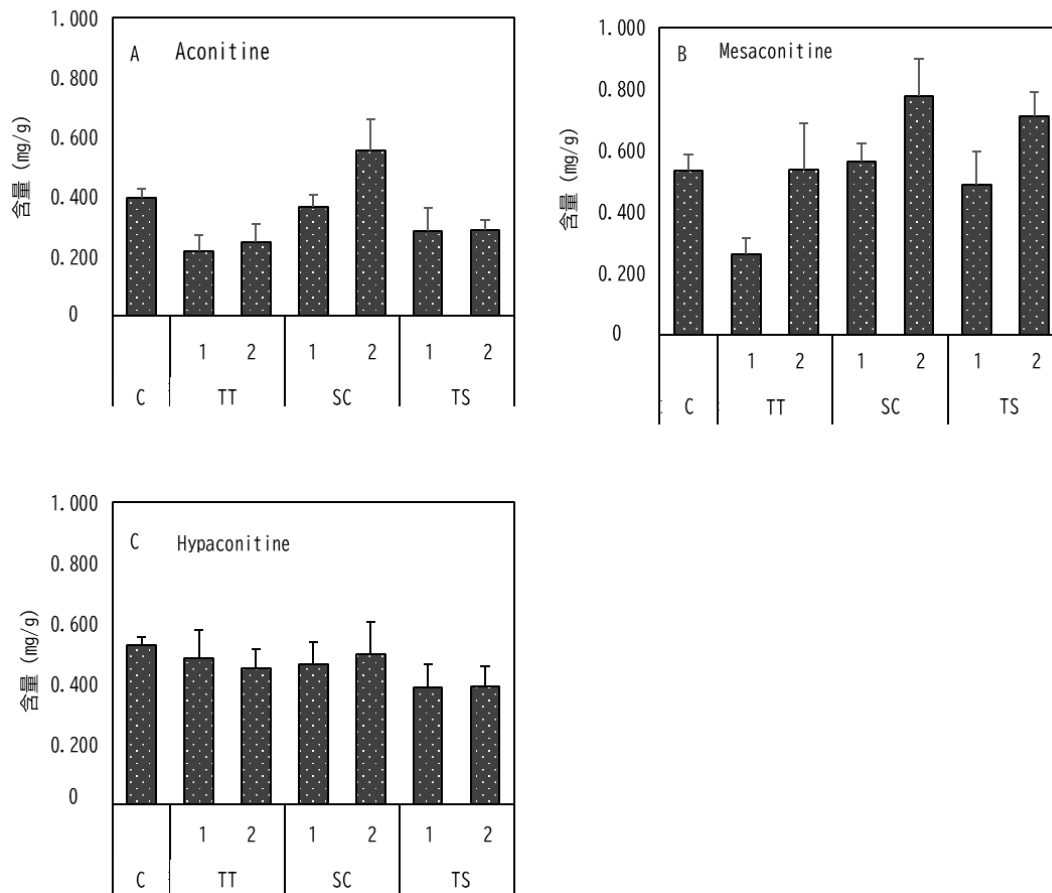 1.000
A Aconitine
0.800
0.600
0.400
0.200
0
含量 (mg/g)
1 2 1 2 1 2
C TT SC TS
1.000
B Mesaconitine
0.800
0.600
0.400
0.200
0
含量 (mg/g)
1 2 1 2 1 2
C TT SC TS
1.000
C Hypaconitine
0.800
0.600
0.400
0.200
0
含量 (mg/g)
1 2 1 2 1 2
C TT SC TS